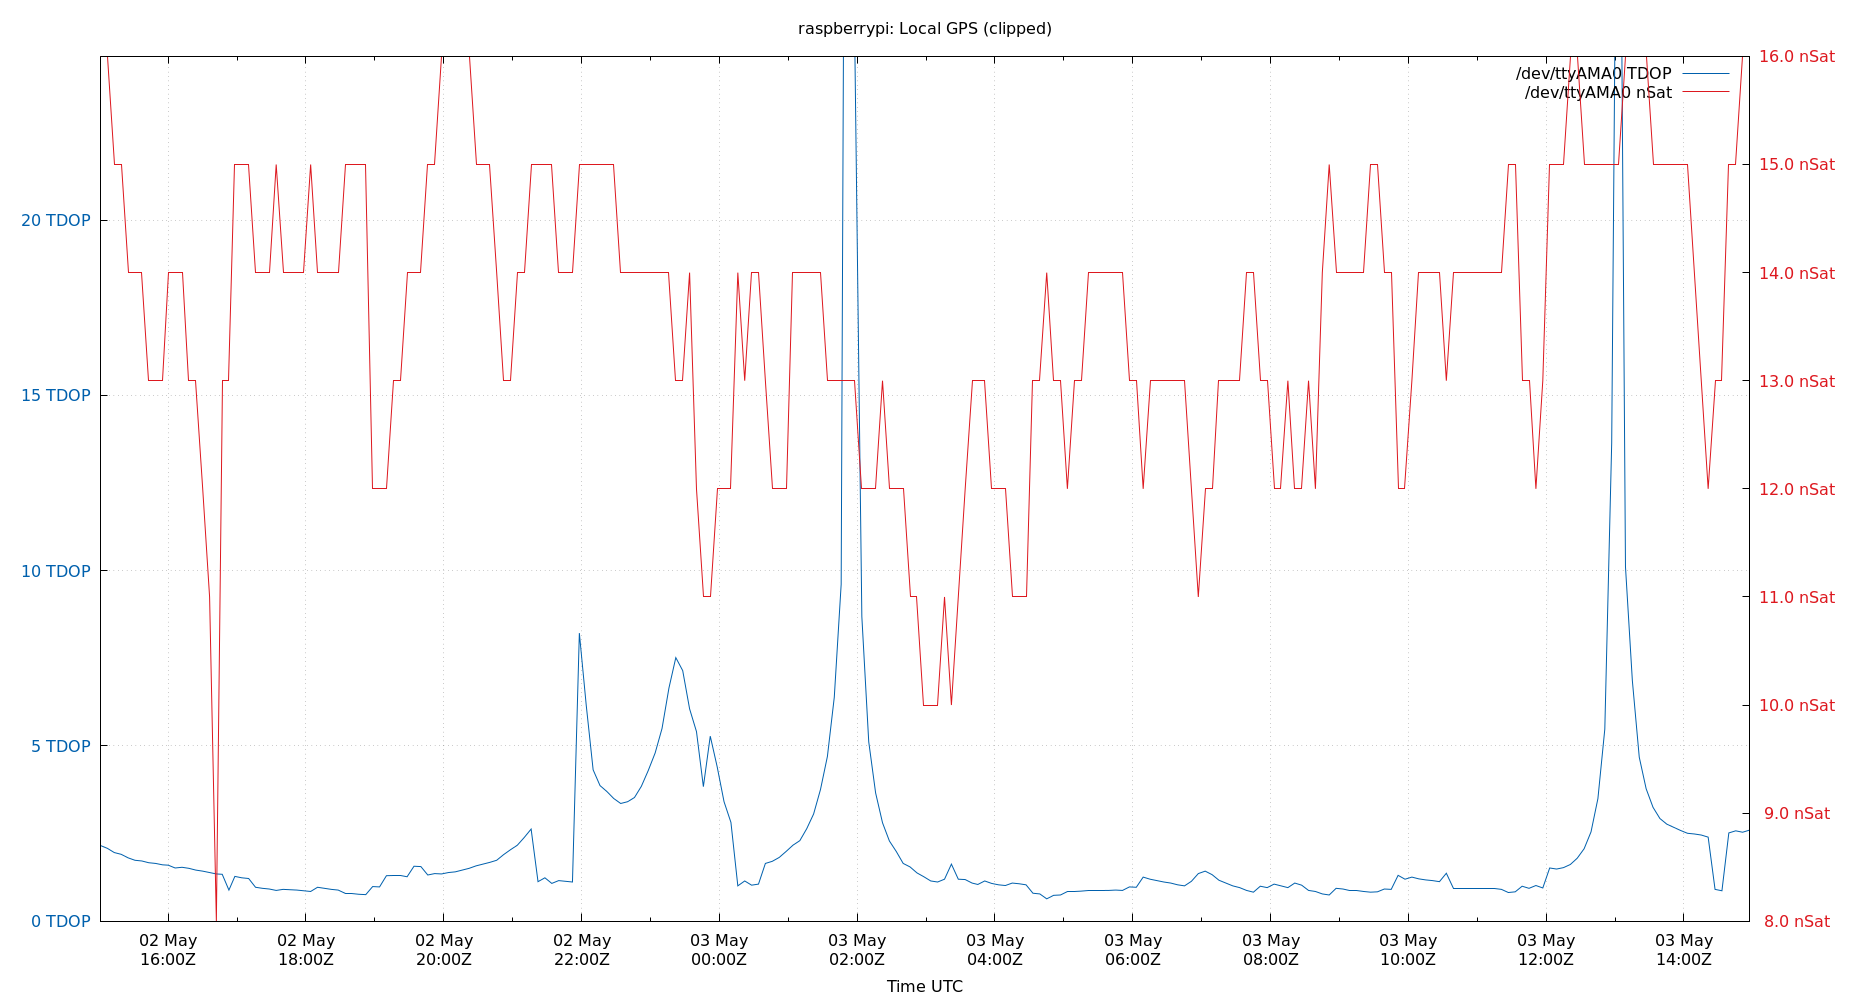 raspberrypi: Local GPS (clipped)
/dev/ttyAMA0 TDOP
/dev/ttyAMA0 nSat
20 TDOP
15 TDOP
10 TDOP
5 TDOP
0 TDOP
16.0 nSat
15.0 nSat
14.0 nSat
13.0 nSat
12.0 nSat
11.0 nSat
10.0 nSat
9.0 nSat
8.0 nSat
02 May
16:00Z
02 May
18:00Z
02 May
20:00Z
02 May
22:00Z
03 May
00:00Z
03 May
02:00Z
03 May
04:00Z
03 May
06:00Z
03 May
08:00Z
03 May
10:00Z
03 May
12:00Z
03 May
14:00Z
Time UTC